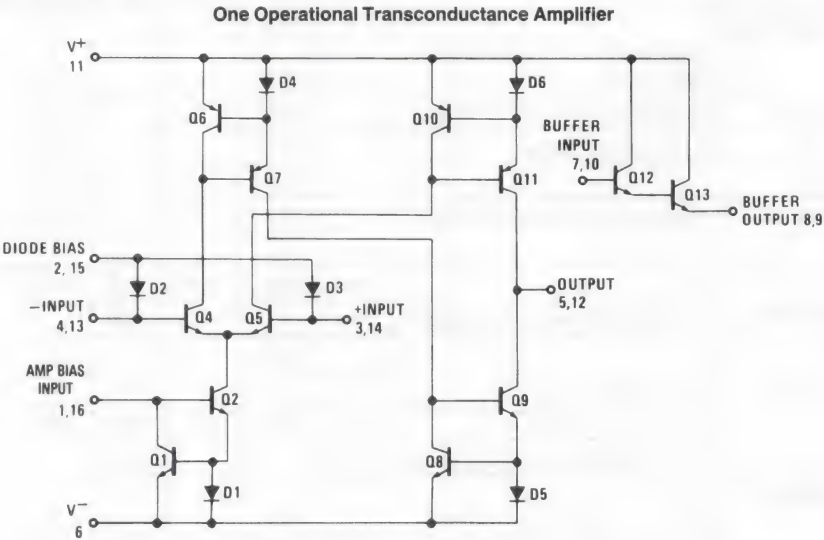 One Operational Transconductance Amplifier
V+
11
D4
D6
Q6
Q10
BUFFER
INPUT
7,10
Q7
Q11
Q12
Q13
BUFFER
OUTPUT 8,9
DIODE BIAS
2, 15
D2
D3
OUTPUT
5,12
—INPUT
4,13
Q4
Q5
+INPUT
3,14
AMP BIAS
INPUT
1,16
Q2
Q9
Q1
Q8
D1
D5
V−
6